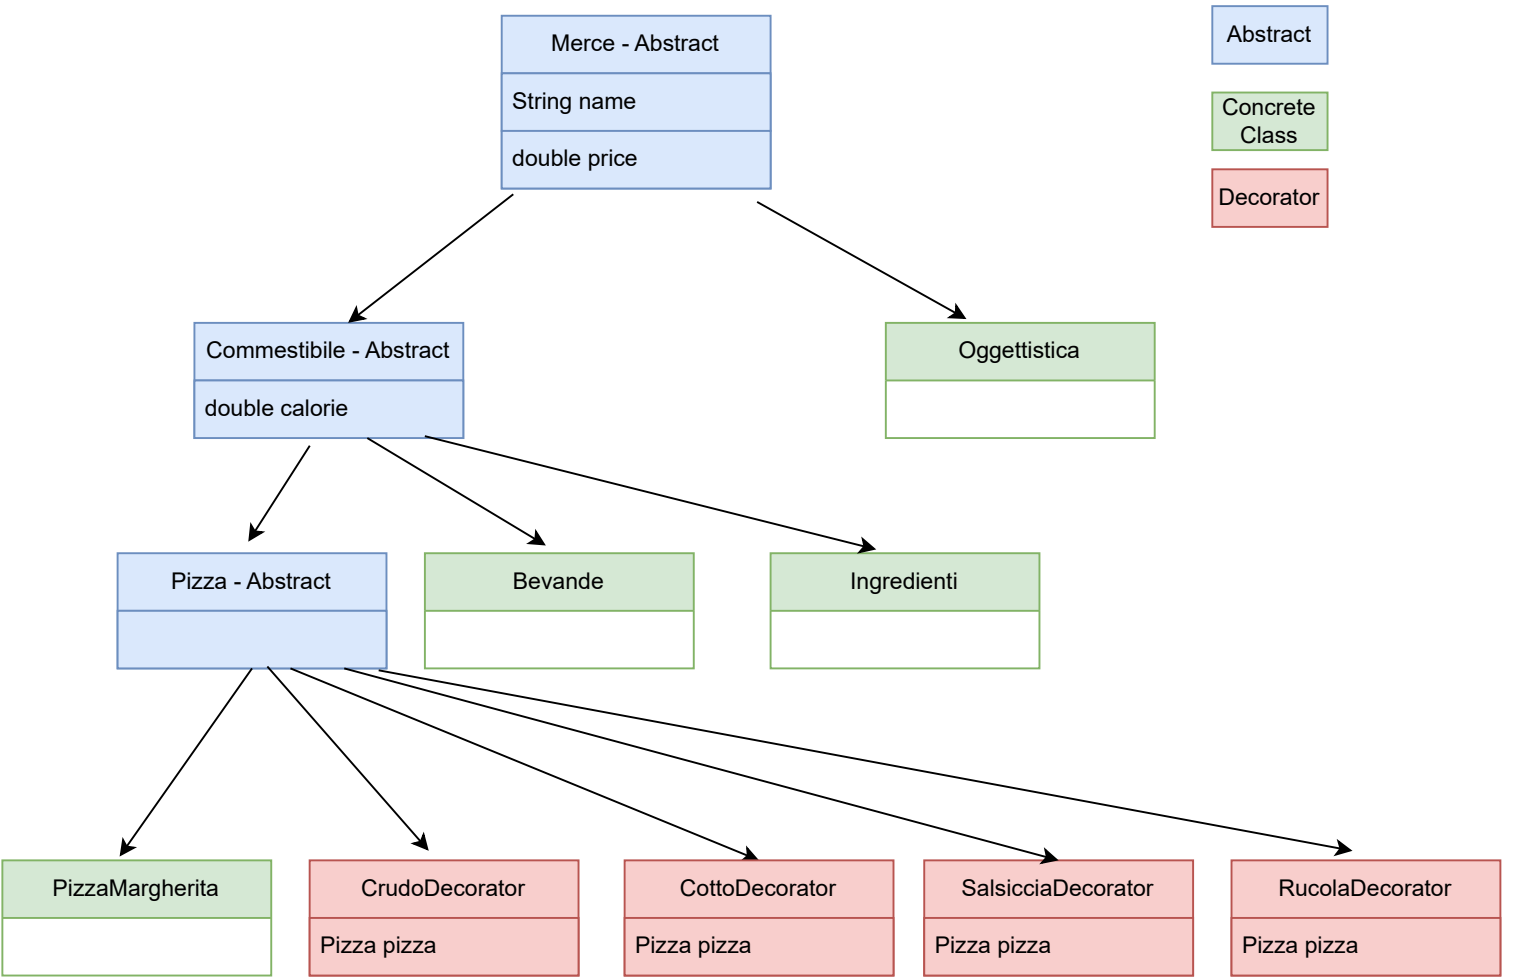 Merce - Abstract
String name
double price
Abstract
Concrete
Class
Decorator
Commestibile - Abstract
double calorie
Oggettistica
Pizza - Abstract
Bevande
Ingredienti
PizzaMargherita
CrudoDecorator
Pizza pizza
CottoDecorator
Pizza pizza
SalsicciaDecorator
Pizza pizza
RucolaDecorator
Pizza pizza